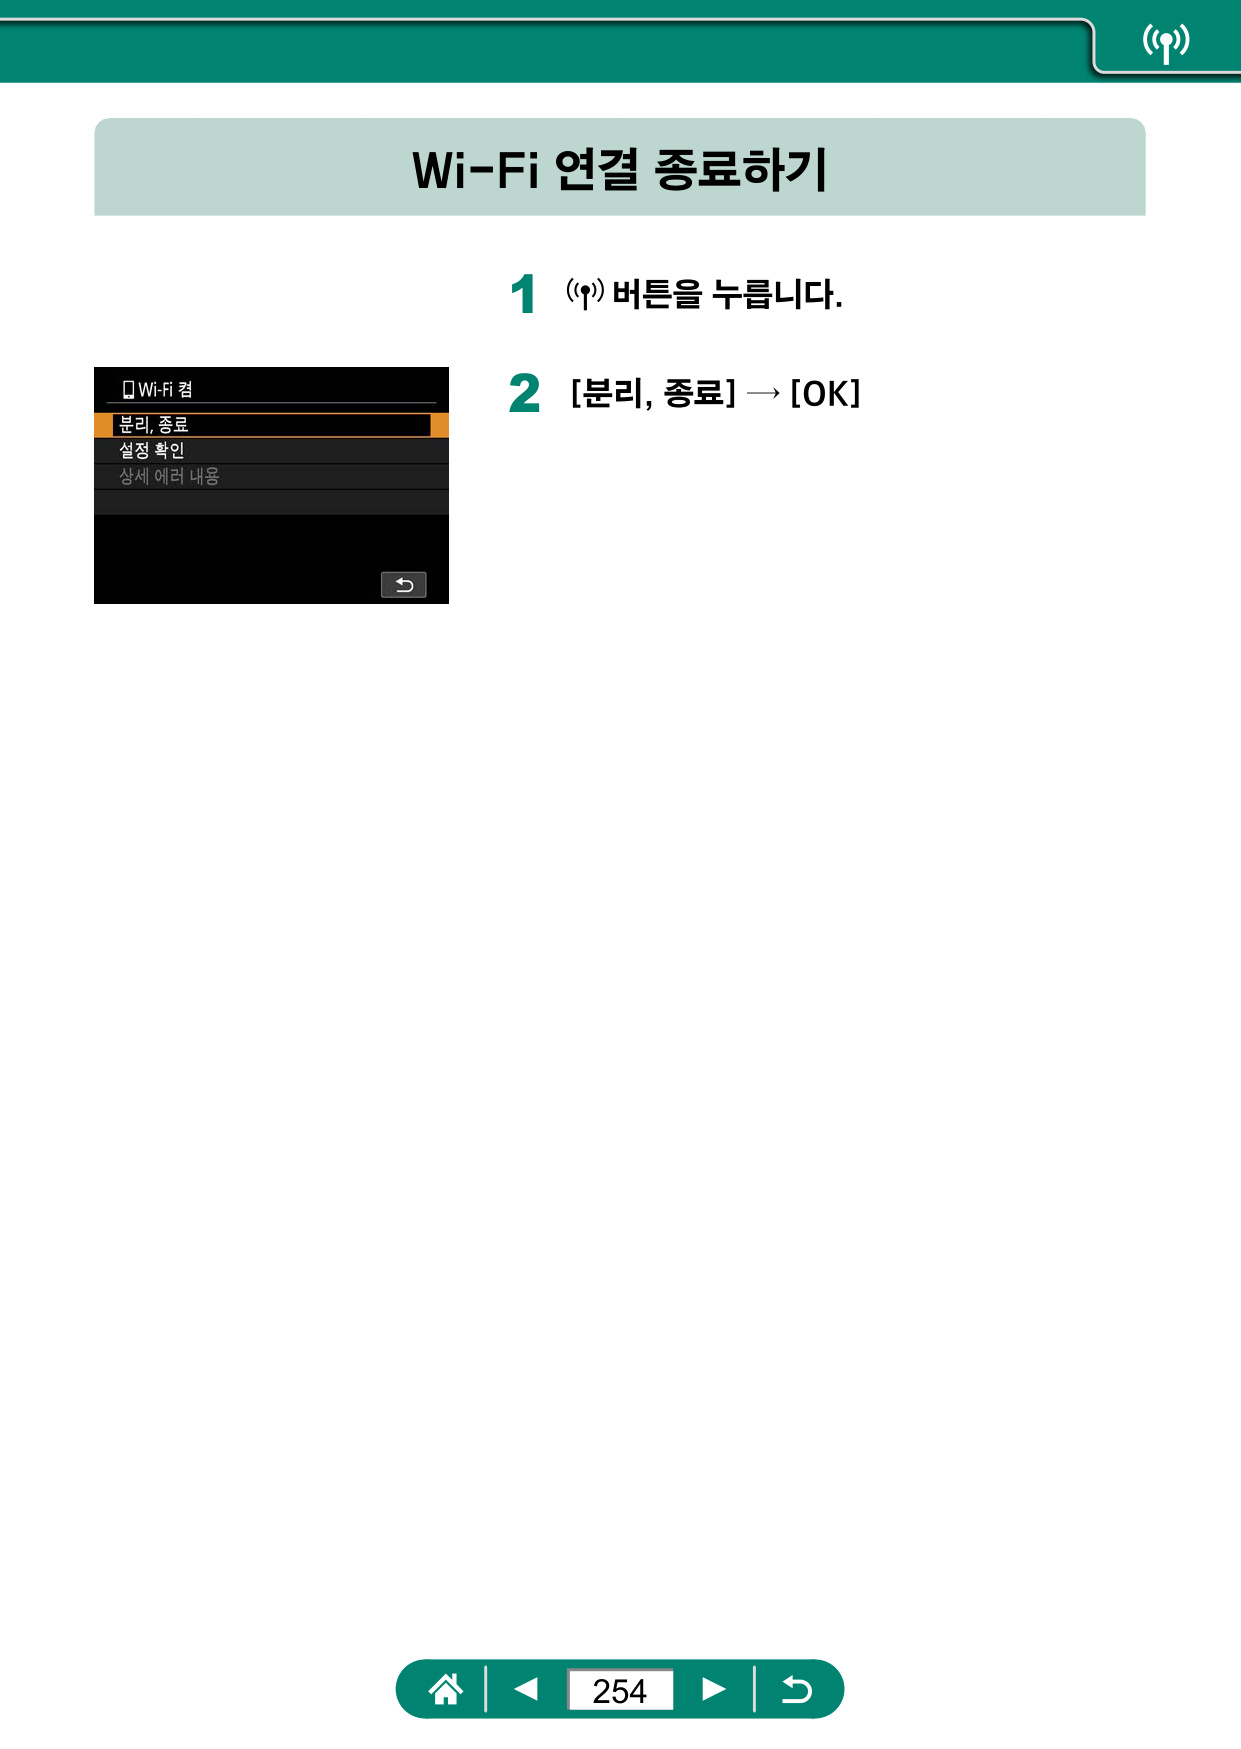 Wi-Fi 연결 종료하기
1 버튼을 누릅니다.
2 [분리, 종료] → [OK]
Wi-Fi 켬
분리, 종료
설정 확인
상세 에러 내용
254